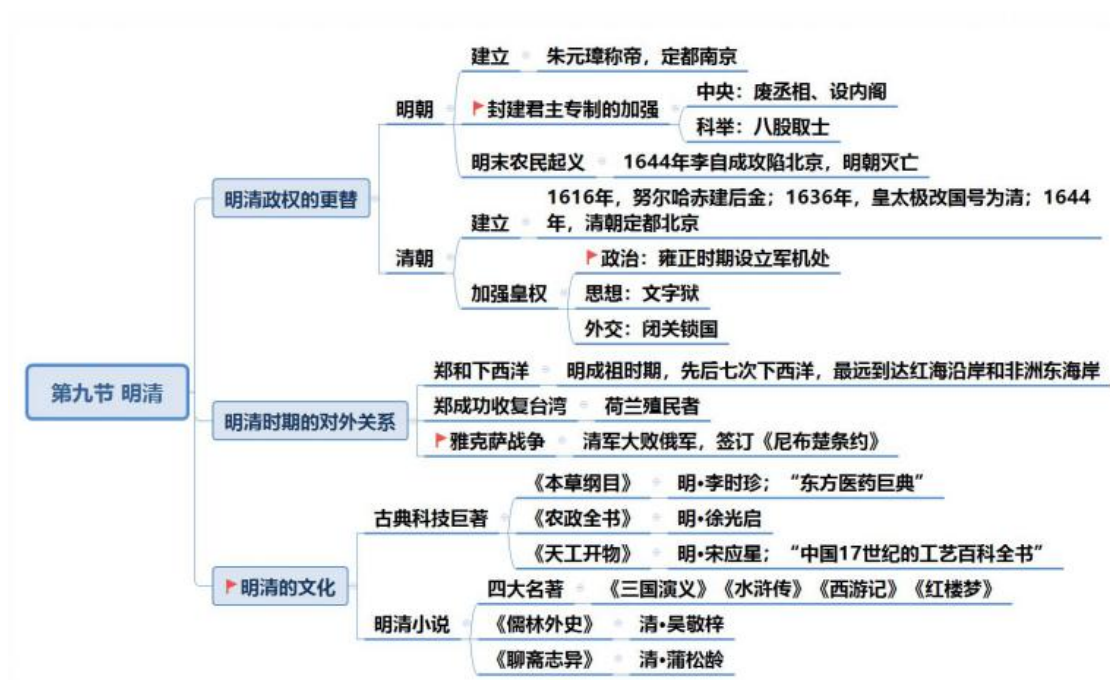 第九节 明清
明清政权的更替
明朝
建立
朱元璋称帝，定都南京
封建君主专制的加强
中央：废丞相、设内阁
科举：八股取士
明末农民起义
1644年李自成攻陷北京，明朝灭亡
清朝
建立
1616年，努尔哈赤建后金；1636年，皇太极改国号为清；1644
年，清朝定都北京
加强皇权
政治：雍正时期设立军机处
思想：文字狱
外交：闭关锁国
明清时期的对外关系
郑和下西洋
明成祖时期，先后七次下西洋，最远到达红海沿岸和非洲东海岸
郑成功收复台湾
荷兰殖民者
雅克萨战争
清军大败俄军，签订《尼布楚条约》
明清的文化
古典科技巨著
《本草纲目》
明•李时珍；“东方医药巨典”
《农政全书》
明•徐光启
《天工开物》
明•宋应星；“中国17世纪的工艺百科全书”
明清小说
四大名著
《三国演义》《水浒传》《西游记》《红楼梦》
《儒林外史》
清•吴敬梓
《聊斋志异》
清•蒲松龄